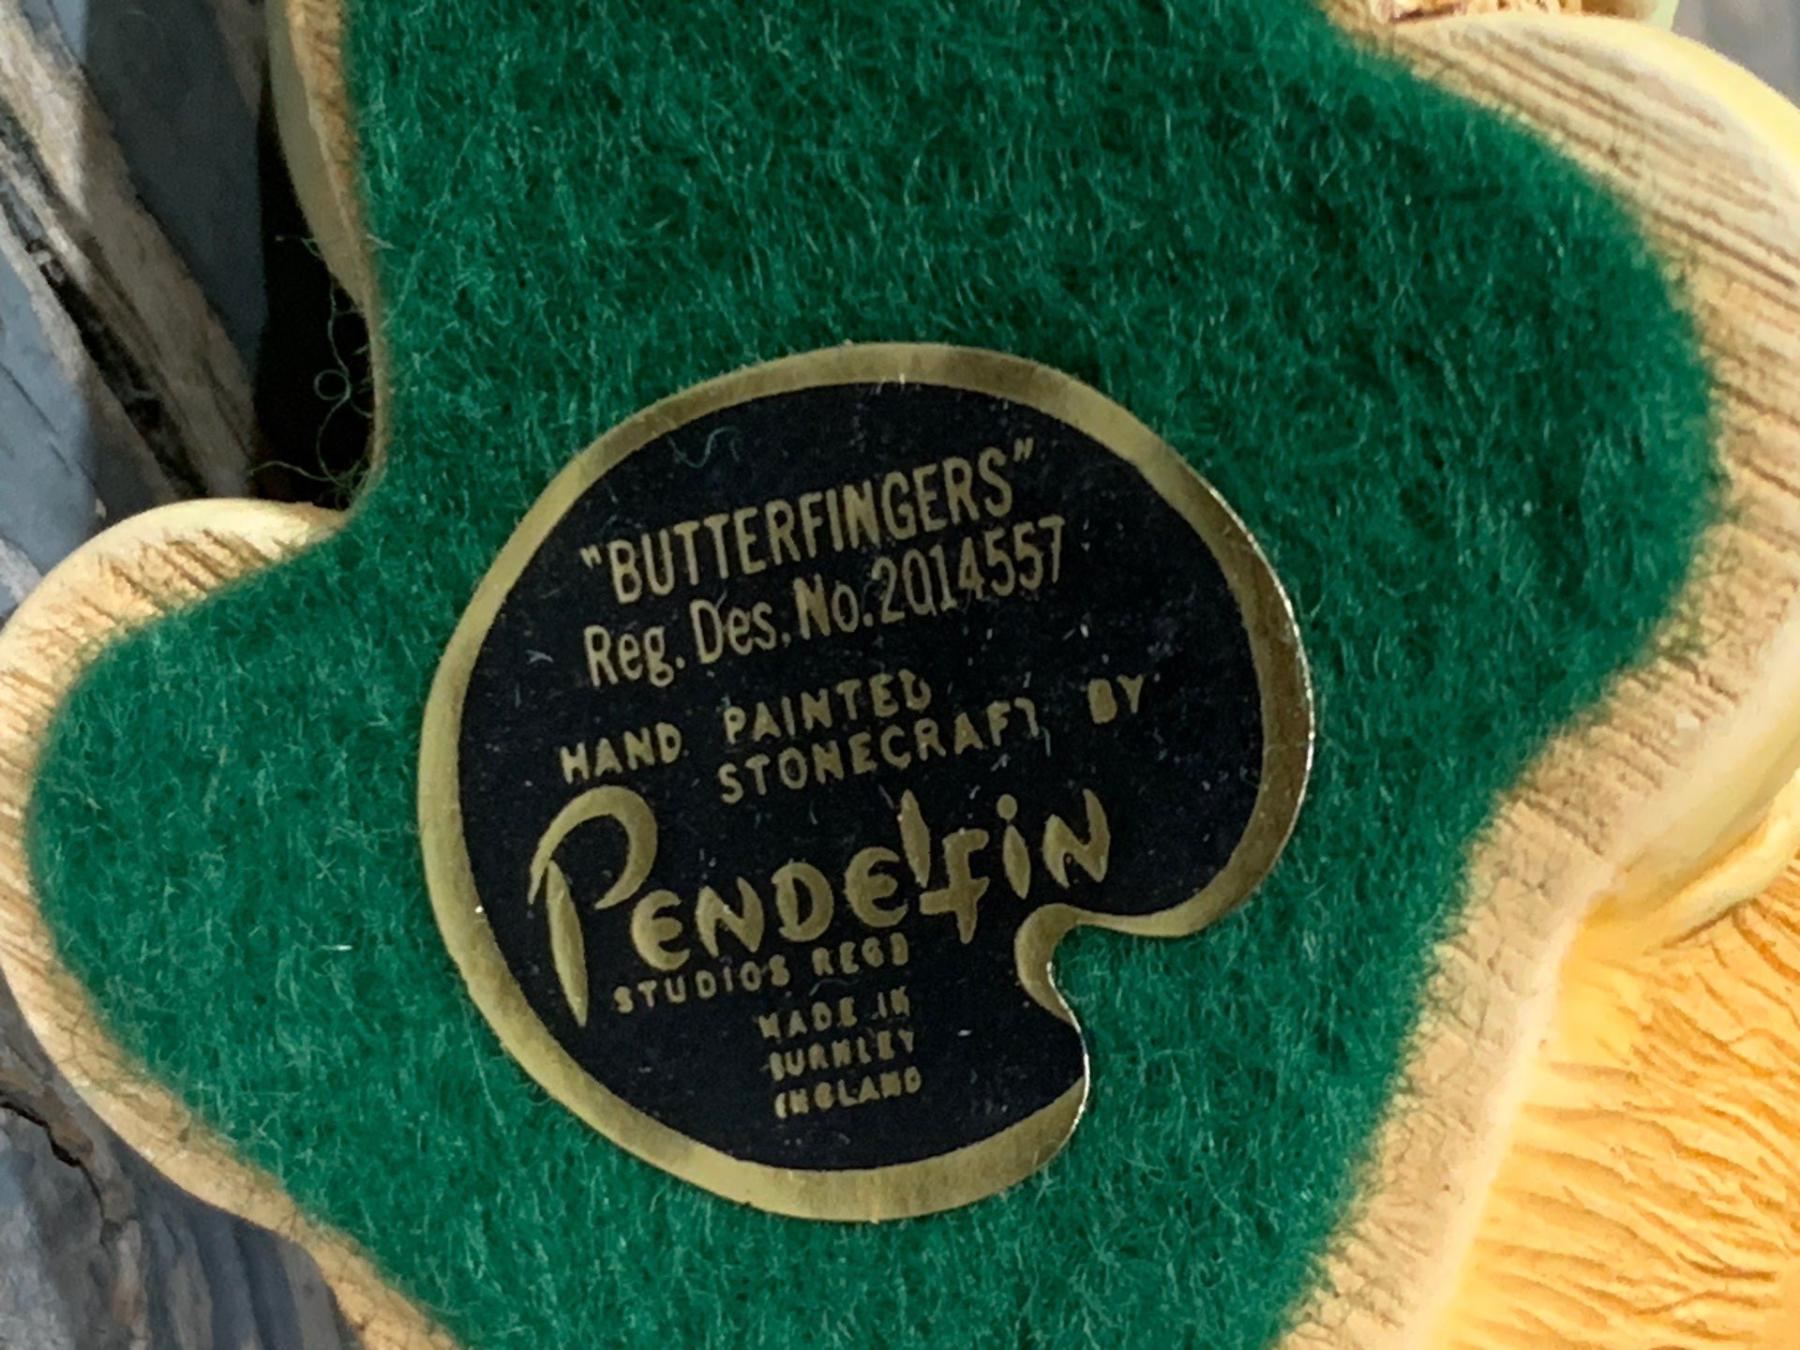 "BUTTERFINGERS"
Reg. Des. No. 2014557
HAND PAINTED
STONECRAFT BY
PENDELFIN
STUDIOS REGD
MADE IN
BURNLEY
ENGLAND